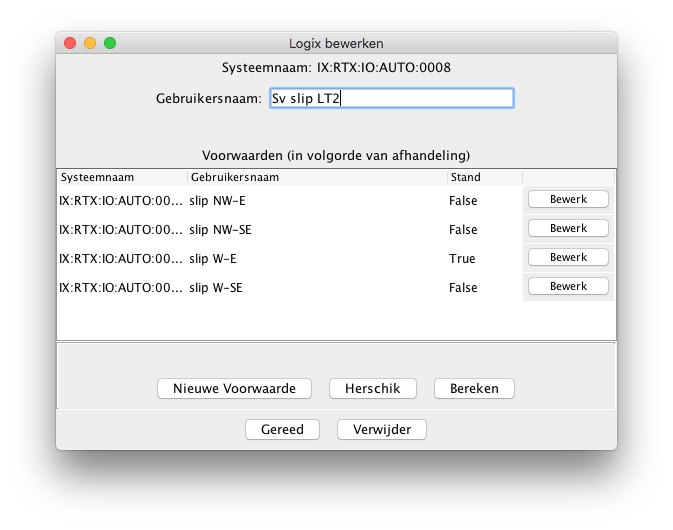 Logix bewerken
Systeemnaam: IX:RTX:IO:AUTO:0008
Gebruikersnaam: Sv slip LT2
Voorwaarden (in volgorde van afhandeling)
Systeemnaam Gebruikersnaam Stand
IX:RTX:IO:AUTO:00... slip NW-E False Bewerk
IX:RTX:IO:AUTO:00... slip NW-SE False Bewerk
IX:RTX:IO:AUTO:00... slip W-E True Bewerk
IX:RTX:IO:AUTO:00... slip W-SE False Bewerk
Nieuwe Voorwaarde Herschik Bereken
Gereed Verwijder